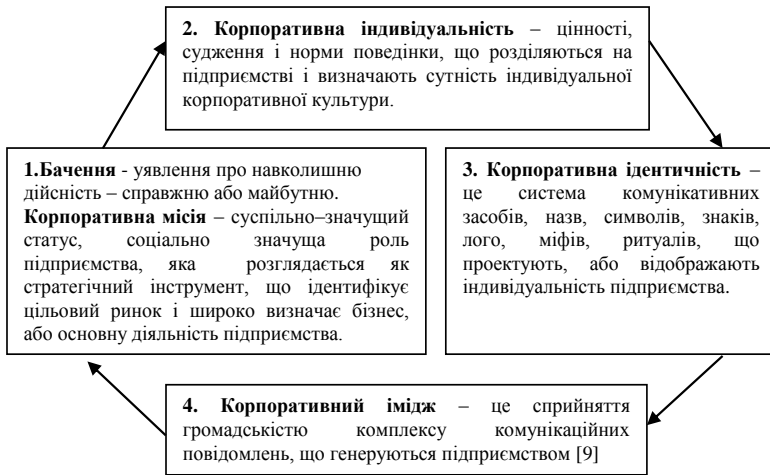 2. Корпоративна індивідуальність – цінності,
судження і норми поведінки, що розділяються на
підприємстві і визначають сутність індивідуальної
корпоративної культури.
1.Бачення - уявлення про навколишню
дійсність – справжню або майбутню.
Корпоративна місія – суспільно–значущий
статус, соціально значуща роль
підприємства, яка розглядається як
стратегічний інструмент, що ідентифікує
цільовий ринок і широко визначає бізнес,
або основну діяльність підприємства.
3. Корпоративна ідентичність –
це система комунікативних
засобів, назв, символів, знаків,
лого, міфів, ритуалів, що
проектують, або відображають
індивідуальність підприємства.
4. Корпоративний імідж – це сприйняття
громадськістю комплексу комунікаційних
повідомлень, що генеруються підприємством [9]